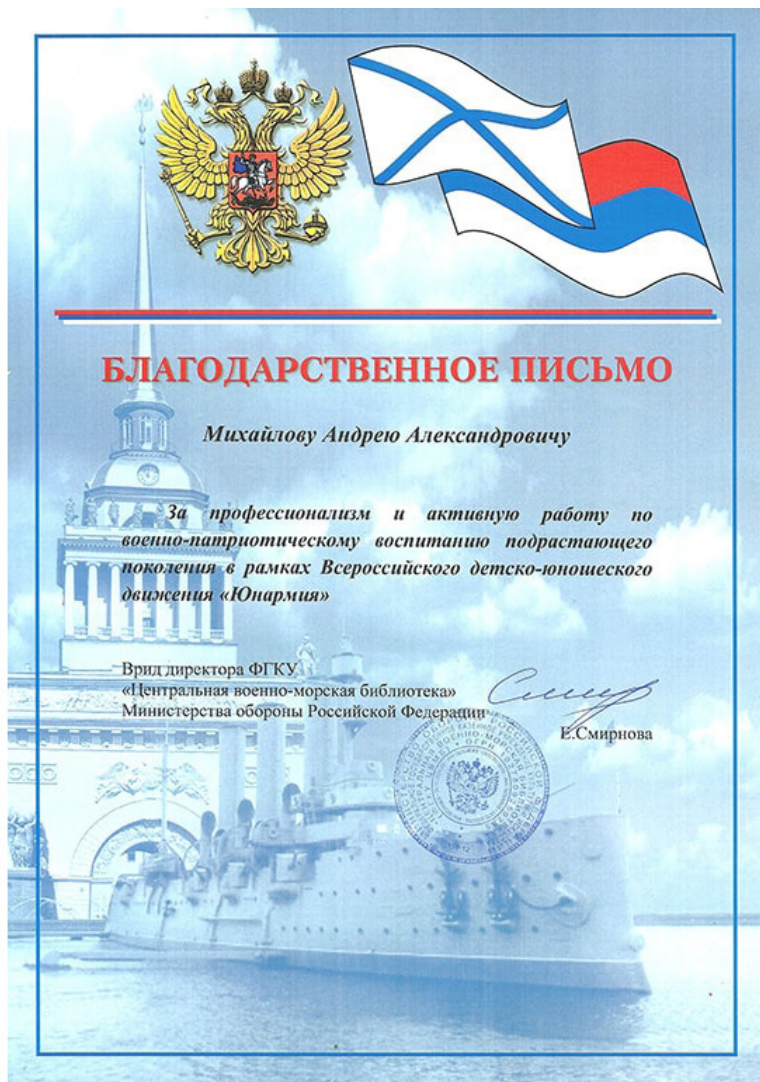 БЛАГОДАРСТВЕННОЕ ПИСЬМО
Михайлову Андрею Александровичу
За профессионализм и активную работу по
военно-патриотическому воспитанию подрастающего
поколения в рамках Всероссийского детско-юношеского
движения «Юнармия»
Врид директора ФГКУ
«Центральная военно-морская библиотека»
Министерства обороны Российской Федерации
Е.Смирнова